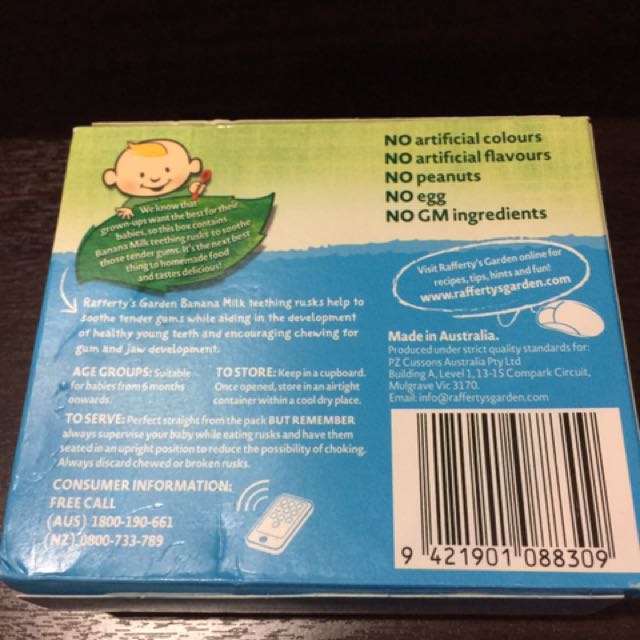 NO artificial colours
NO artificial flavours
NO peanuts
NO egg
NO GM ingredients
We know that
grown-ups want the best for their
babies, so this box contains
Banana Milk teething rusks to soothe
those tender gums. It's the next best
thing to homemade food
and tastes delicious!
Visit Rafferty's Garden online for
recipes, tips, hints and fun!
www.raffertysgarden.com
Rafferty's Garden Banana Milk teething rusks help to
soothe tender gums while aiding in the development
of healthy young teeth and encouraging chewing for
gum and jaw development.
AGE GROUPS: Suitable
for babies from 6 months
onwards.
TO STORE: Keep in a cupboard.
Once opened, store in an airtight
container within a cool dry place.
TO SERVE: Perfect straight from the pack BUT REMEMBER
always supervise your baby while eating rusks and have them
seated in an upright position to reduce the possibility of choking.
Always discard chewed or broken rusks.
CONSUMER INFORMATION:
FREE CALL
(AUS) 1800-190-661
(NZ) 0800-733-789
Made in Australia.
Produced under strict quality standards for:
PZ Cussons Australia Pty Ltd
Building A, Level 1, 13-15 Compark Circuit,
Mulgrave Vic 3170.
Email: info@raffertysgarden.com
9 421901 088309